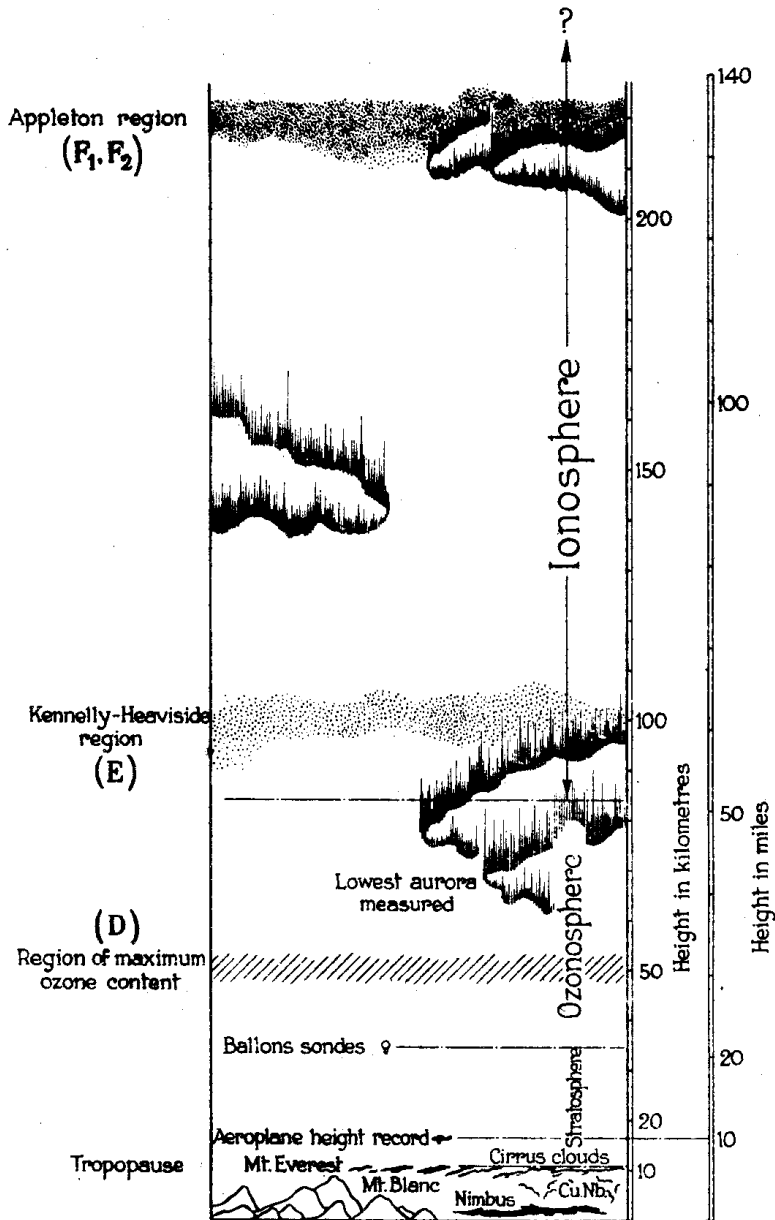 ?
140
Appleton region
(F₁, F₂)
200
Ionosphere
100
150
Kennelly-Heaviside
region
(E)
100
50
Lowest aurora
measured
Height in kilometres
Height in miles
(D)
Region of maximum
ozone content
Ozonosphere
50
Ballons sondes
20
Stratosphere
20
Aeroplane height record
10
Tropopause
Mt. Everest
Cirrus clouds
10
Mt. Blanc
Nimbus
Cu.Nb.